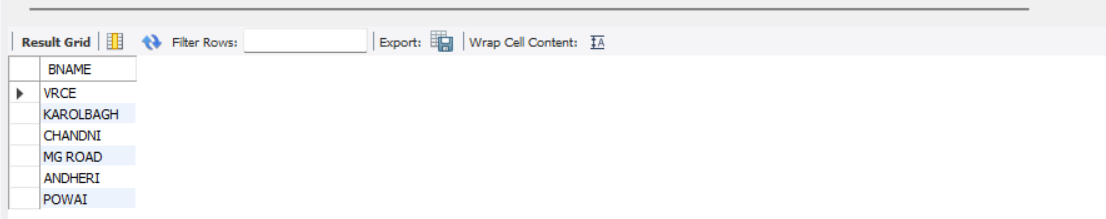 Result Grid Filter Rows: Export: Wrap Cell Content:
BNAME
VRCE
KAROLBAGH
CHANDNI
MG ROAD
ANDHERI
POWAI